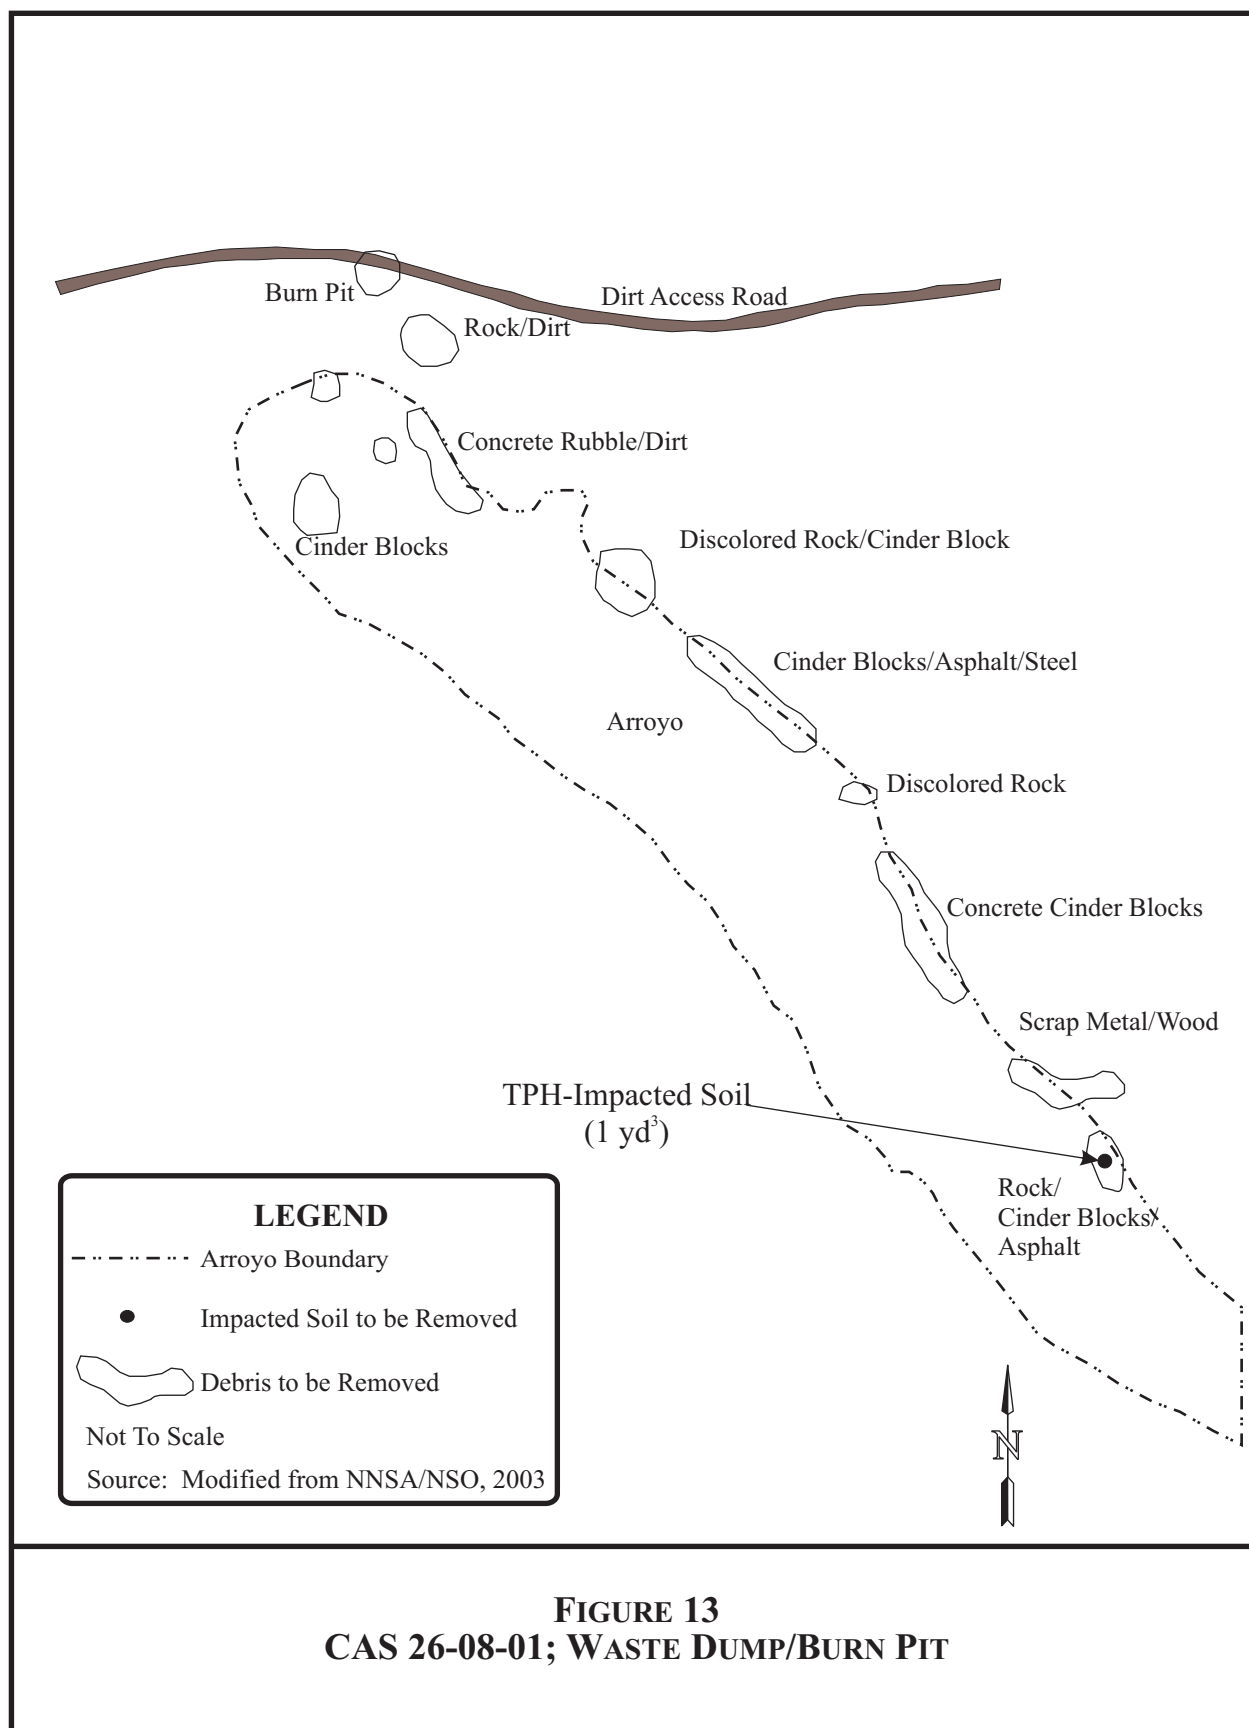 Burn Pit
Dirt Access Road
Rock/Dirt
Concrete Rubble/Dirt
Cinder Blocks
Discolored Rock/Cinder Block
Cinder Blocks/Asphalt/Steel
Arroyo
Discolored Rock
Concrete Cinder Blocks
Scrap Metal/Wood
TPH-Impacted Soil
(1 yd³)
Rock/
Cinder Blocks/
Asphalt
LEGEND
Arroyo Boundary
Impacted Soil to be Removed
Debris to be Removed
Not To Scale
Source: Modified from NNSA/NSO, 2003
N
FIGURE 13
CAS 26-08-01; WASTE DUMP/BURN PIT